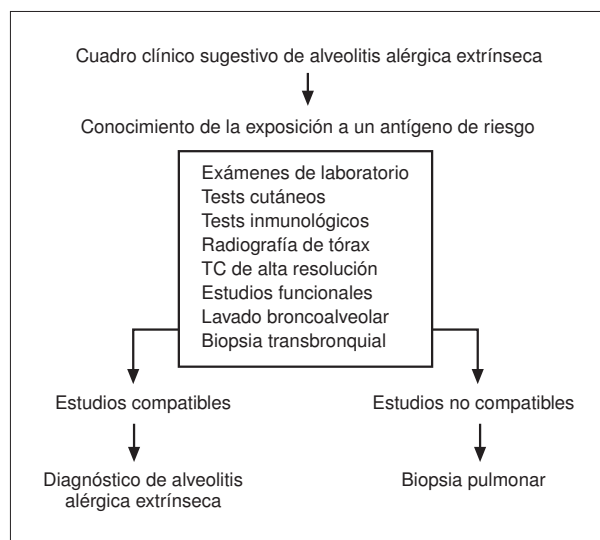 Cuadro clínico sugestivo de alveolitis alérgica extrínseca
Conocimiento de la exposición a un antígeno de riesgo
Exámenes de laboratorio
Tests cutáneos
Tests inmunológicos
Radiografía de tórax
TC de alta resolución
Estudios funcionales
Lavado broncoalveolar
Biopsia transbronquial
Estudios compatibles
Estudios no compatibles
Diagnóstico de alveolitis
alérgica extrínseca
Biopsia pulmonar